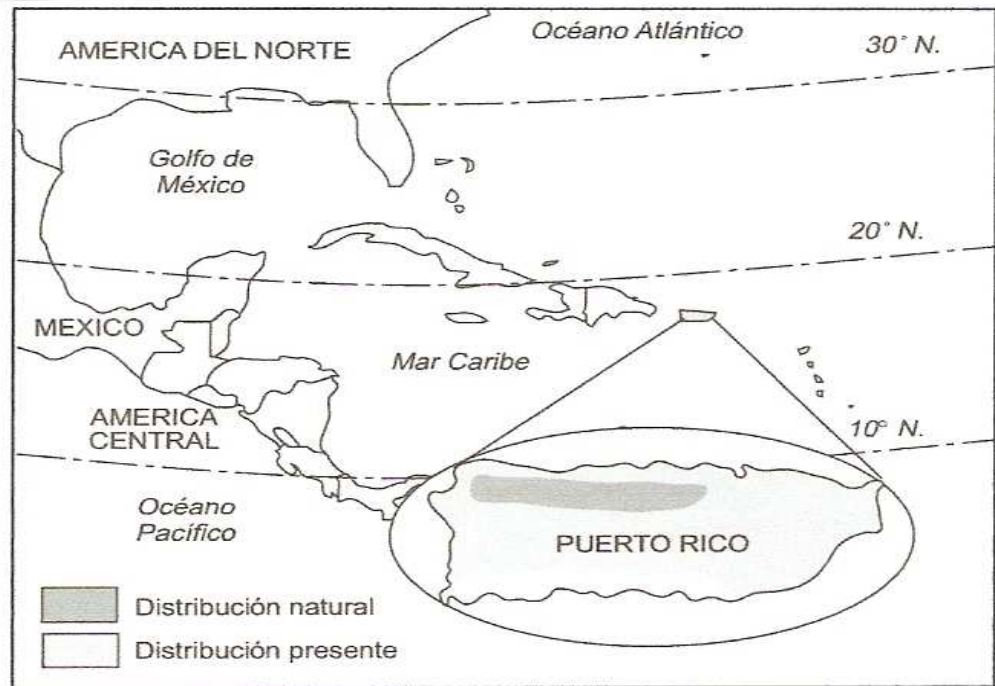 AMERICA DEL NORTE
Océano Atlántico
30° N.
Golfo de
México
20° N.
MEXICO
Mar Caribe
AMERICA
CENTRAL
10° N.
Océano
Pacífico
PUERTO RICO
Distribución natural
Distribución presente